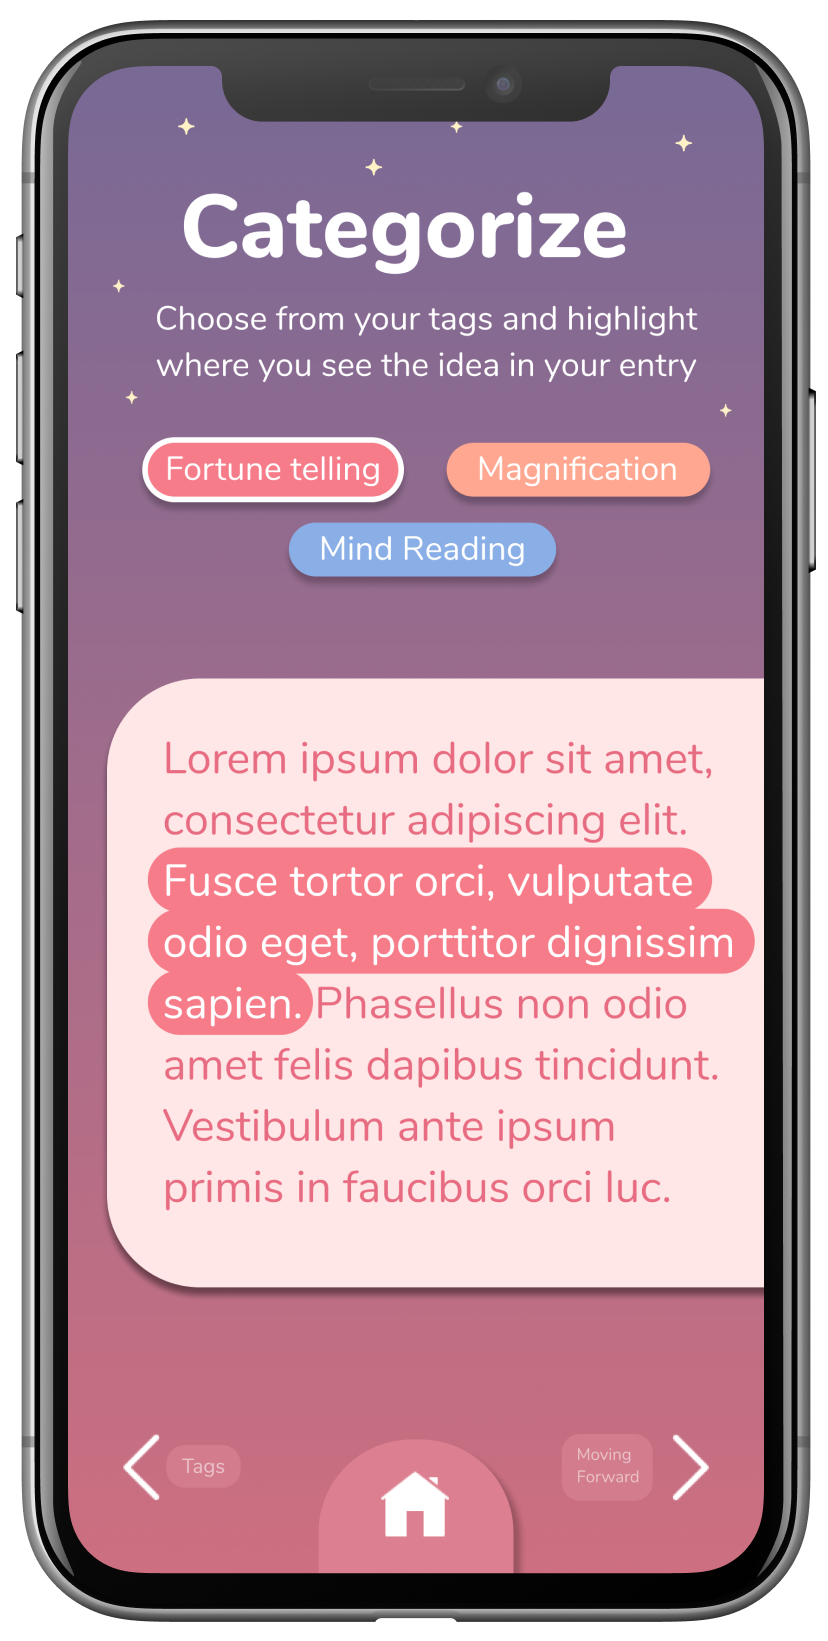 Categorize
Choose from your tags and highlight
where you see the idea in your entry
Fortune telling
Magnification
Mind Reading
Lorem ipsum dolor sit amet,
consectetur adipiscing elit.
Fusce tortor orci, vulputate
odio eget, porttitor dignissim
sapien. Phasellus non odio
amet felis dapibus tincidunt.
Vestibulum ante ipsum
primis in faucibus orci luc.
Tags
Moving
Forward